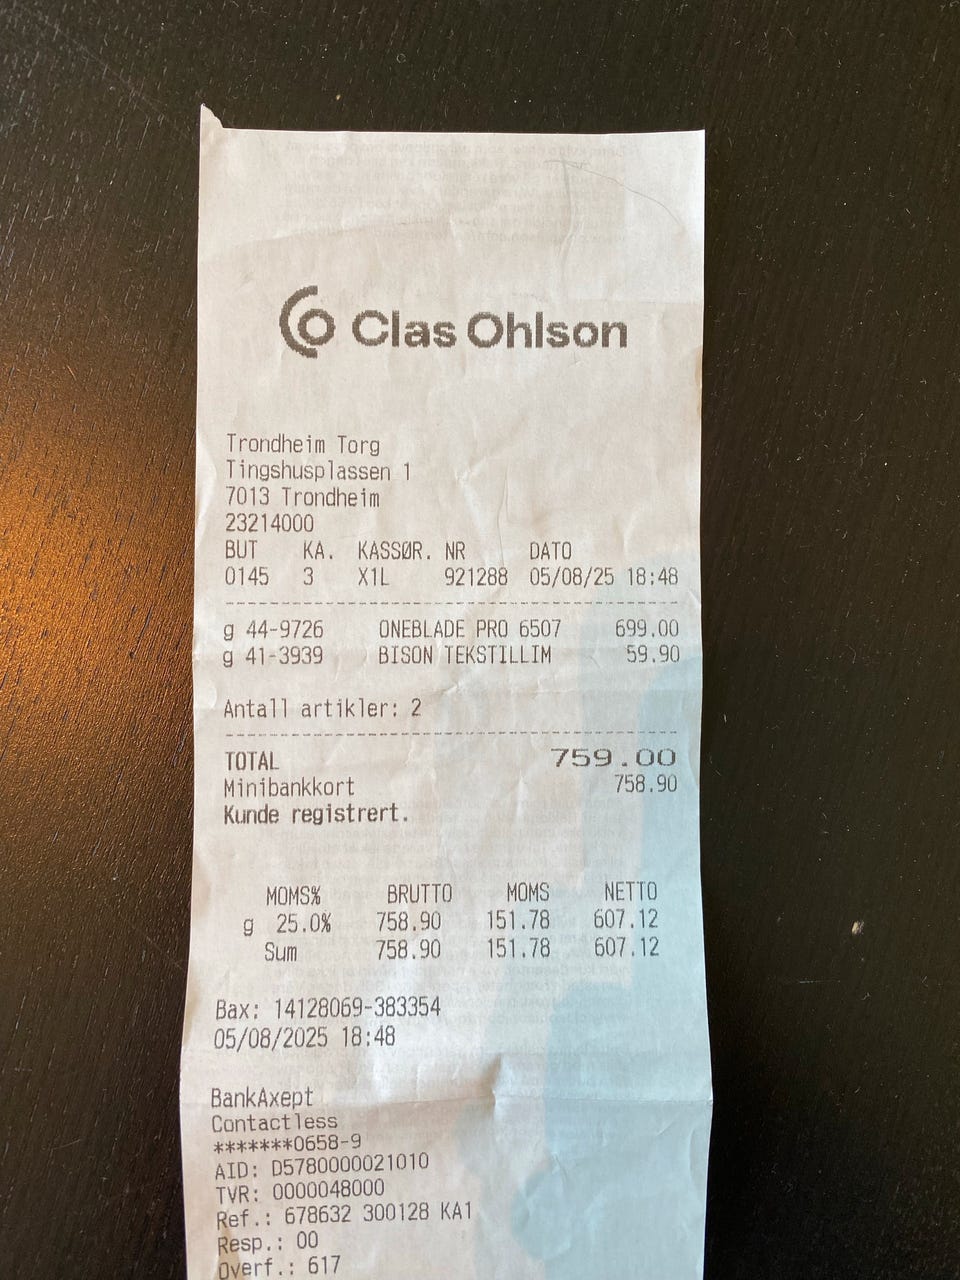 Clas Ohlson
Trondheim Torg
Tingshusplassen 1
7013 Trondheim
23214000
BUT KA. KASSØR. NR DATO
0145 3 X1L 921288 05/08/25 18:48
g 44-9726 ONEBLADE PRO 6507 699.00
g 41-3939 BISON TEKSTILLIM 59.90
Antall artikler: 2
TOTAL 759.00
Minibankkort 758.90
Kunde registrert.
MOMS% BRUTTO MOMS NETTO
g 25.0% 758.90 151.78 607.12
Sum 758.90 151.78 607.12
Bax: 14128069-383354
05/08/2025 18:48
BankAxept
Contactless
*******0658-9
AID: D5780000021010
TVR: 0000048000
Ref.: 678632 300128 KA1
Resp.: 00
Overf.: 617